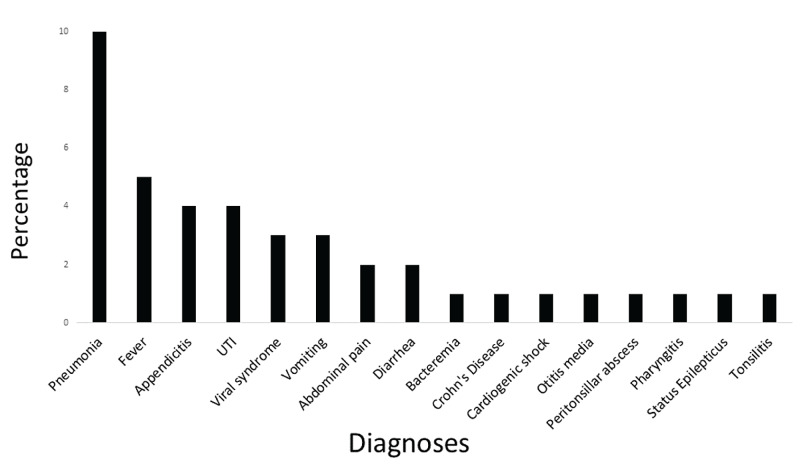 Percentage
10
8
6
4
2
0
Pneumonia
Fever
Appendicitis
UTI
Viral syndrome
Vomiting
Abdominal pain
Diarrhea
Bacteremia
Crohn's Disease
Cardiogenic shock
Otitis media
Peritonsillar abscess
Pharyngitis
Status Epilepticus
Tonsilitis
Diagnoses